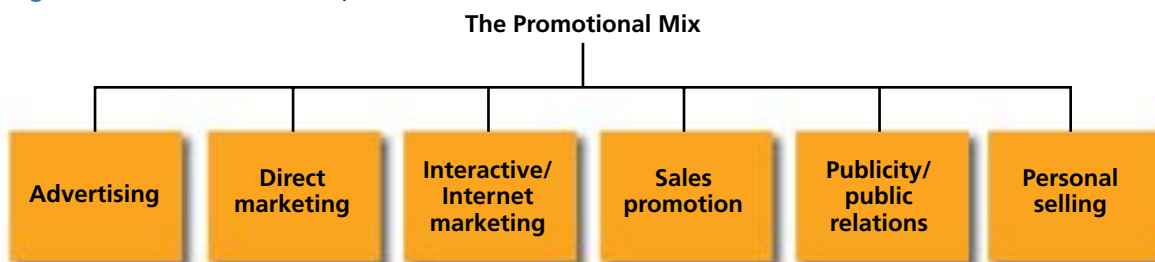 The Promotional Mix
Advertising
Direct
marketing
Interactive/
Internet
marketing
Sales
promotion
Publicity/
public
relations
Personal
selling